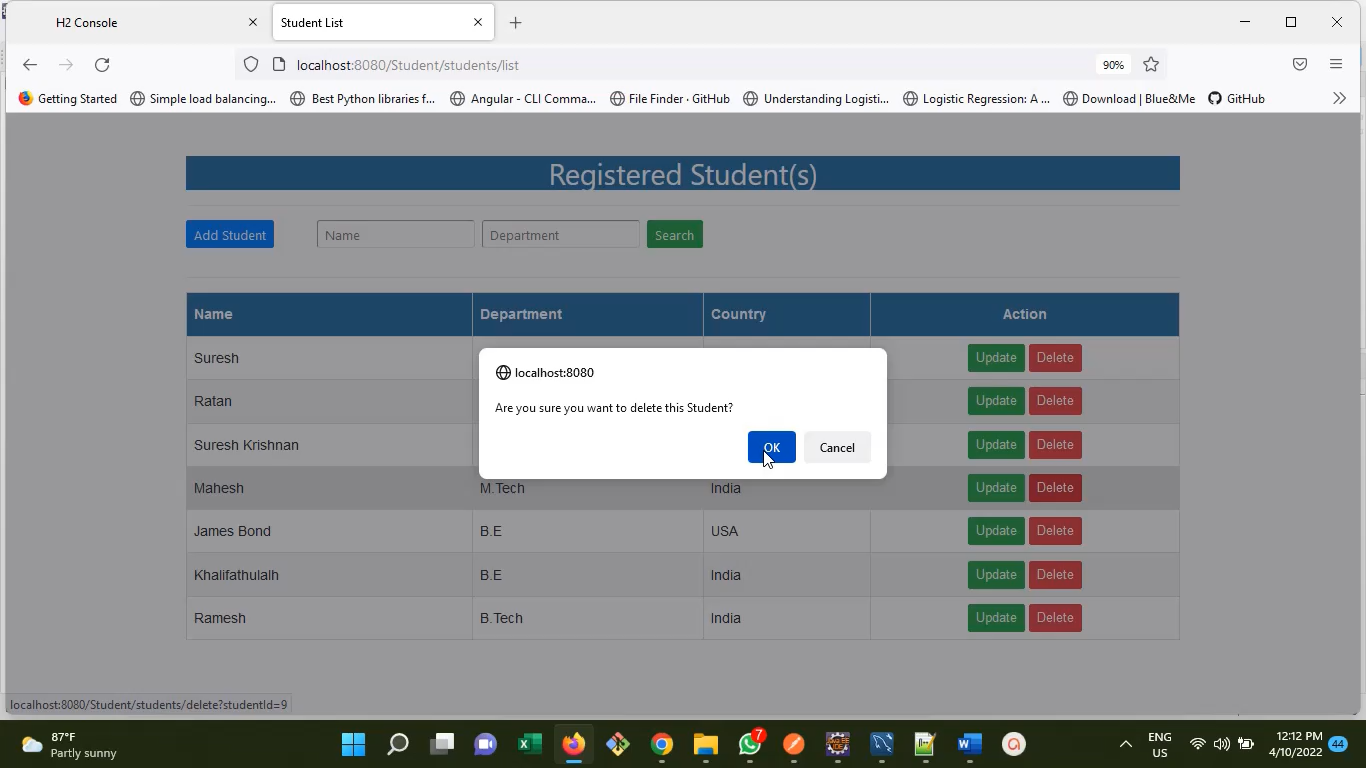 H2 Console
Student List
localhost:8080/Student/students/list
90%
Getting Started
Simple load balancing...
Best Python libraries f...
Angular - CLI Comma...
File Finder · GitHub
Understanding Logisti...
Logistic Regression: A ...
Download | Blue&Me
GitHub
Registered Student(s)
Add Student
Name
Department
Search
Name Department Country Action
Suresh Update Delete
Ratan Update Delete
Suresh Krishnan Update Delete
Mahesh M.Tech India Update Delete
James Bond B.E USA Update Delete
Khalifathulalh B.E India Update Delete
Ramesh B.Tech India Update Delete
localhost:8080
Are you sure you want to delete this Student?
OK Cancel
localhost:8080/Student/students/delete?studentId=9
87°F
Partly sunny
7
ENG
US
12:12 PM
4/10/2022
44